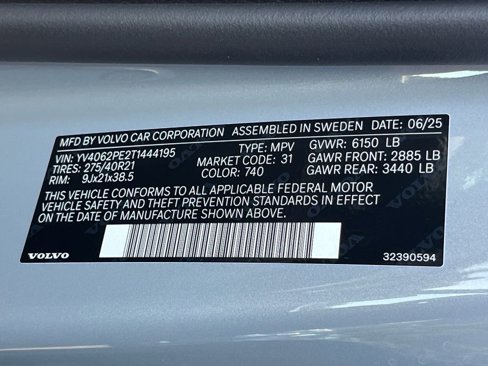 MFD BY VOLVO CAR CORPORATION ASSEMBLED IN SWEDEN DATE: 06/25
VIN: YV4062PE2T1444195 TYPE: MPV GVWR: 6150 LB
TIRES: 275/40R21 MARKET CODE: 31 GAWR FRONT: 2885 LB
RIM: 9Jx21x38.5 COLOR: 740 GAWR REAR: 3440 LB
THIS VEHICLE CONFORMS TO ALL APPLICABLE FEDERAL MOTOR
VEHICLE SAFETY AND THEFT PREVENTION STANDARDS IN EFFECT
ON THE DATE OF MANUFACTURE SHOWN ABOVE.
VOLVO 32390594